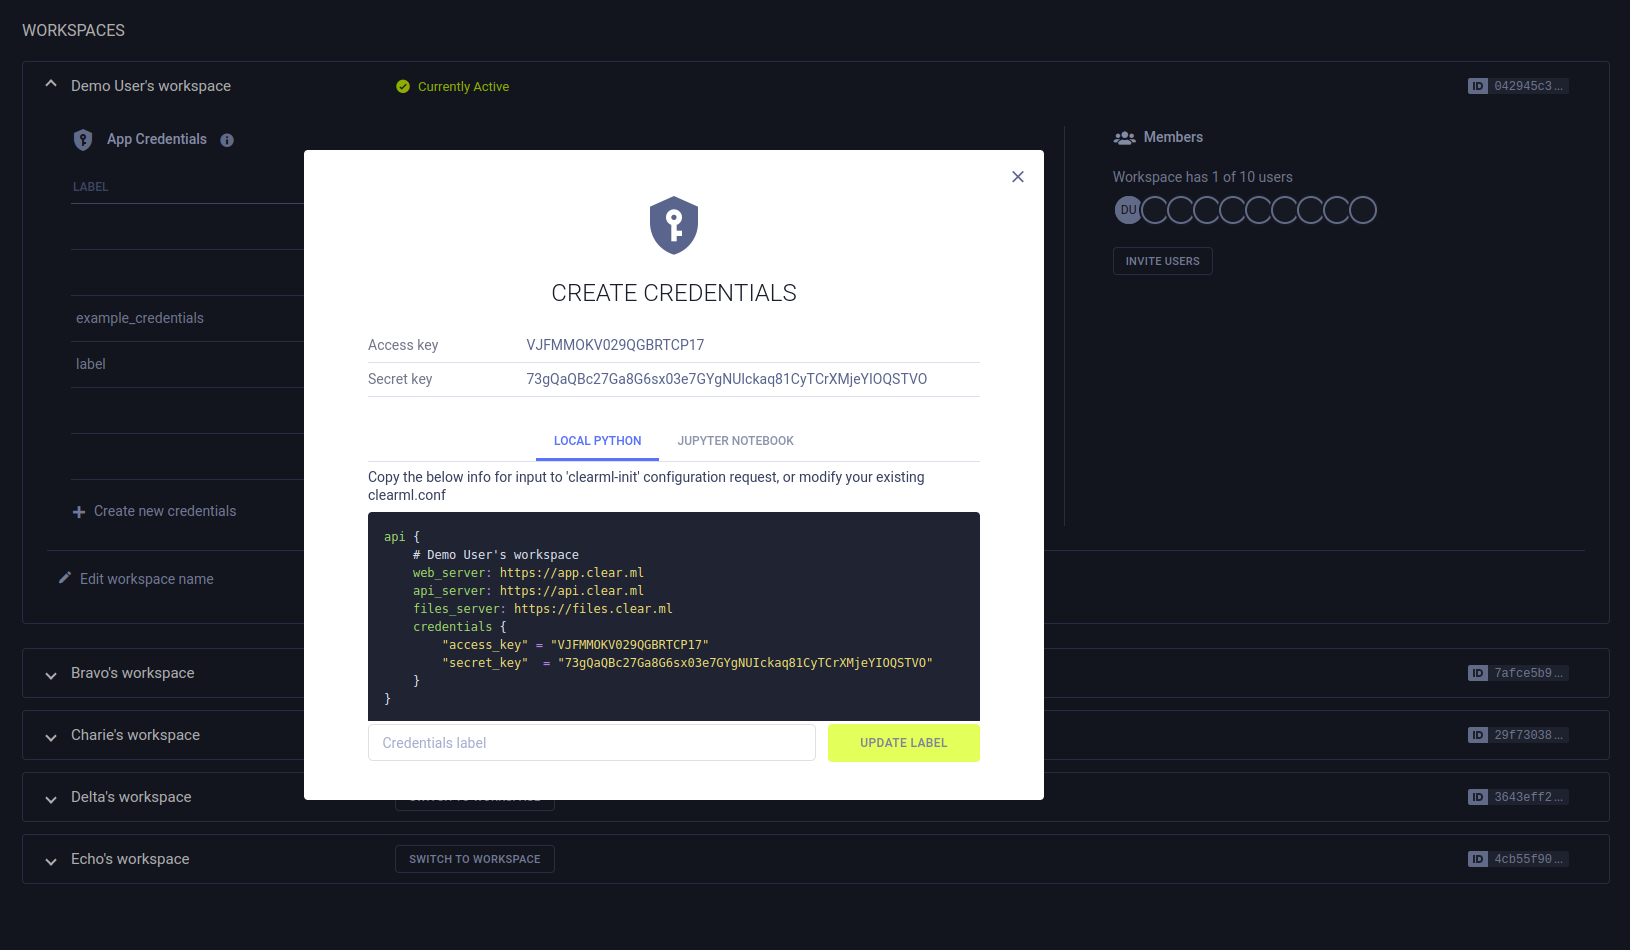 WORKSPACES
Demo User's workspace
Currently Active
ID 042945c3...
App Credentials
Members
LABEL
Workspace has 1 of 10 users
DU
INVITE USERS
example_credentials
label
Create new credentials
Edit workspace name
CREATE CREDENTIALS
Access key VJFMMOKV029QGBRTCP17
Secret key 73gQaQBc27Ga8G6sx03e7GYgNUIckaq81CyTCrXMjeYIOQSTVO
LOCAL PYTHON JUPYTER NOTEBOOK
Copy the below info for input to 'clearml-init' configuration request, or modify your existing
clearml.conf
api {
# Demo User's workspace
web_server: https://app.clear.ml
api_server: https://api.clear.ml
files_server: https://files.clear.ml
credentials {
"access_key" = "VJFMMOKV029QGBRTCP17"
"secret_key" = "73gQaQBc27Ga8G6sx03e7GYgNUIckaq81CyTCrXMjeYIOQSTVO"
}
}
Credentials label
UPDATE LABEL
Bravo's workspace
ID 7afce5b9...
Charie's workspace
ID 29f73038...
Delta's workspace
ID 3643eff2...
Echo's workspace
SWITCH TO WORKSPACE
ID 4cb55f90...